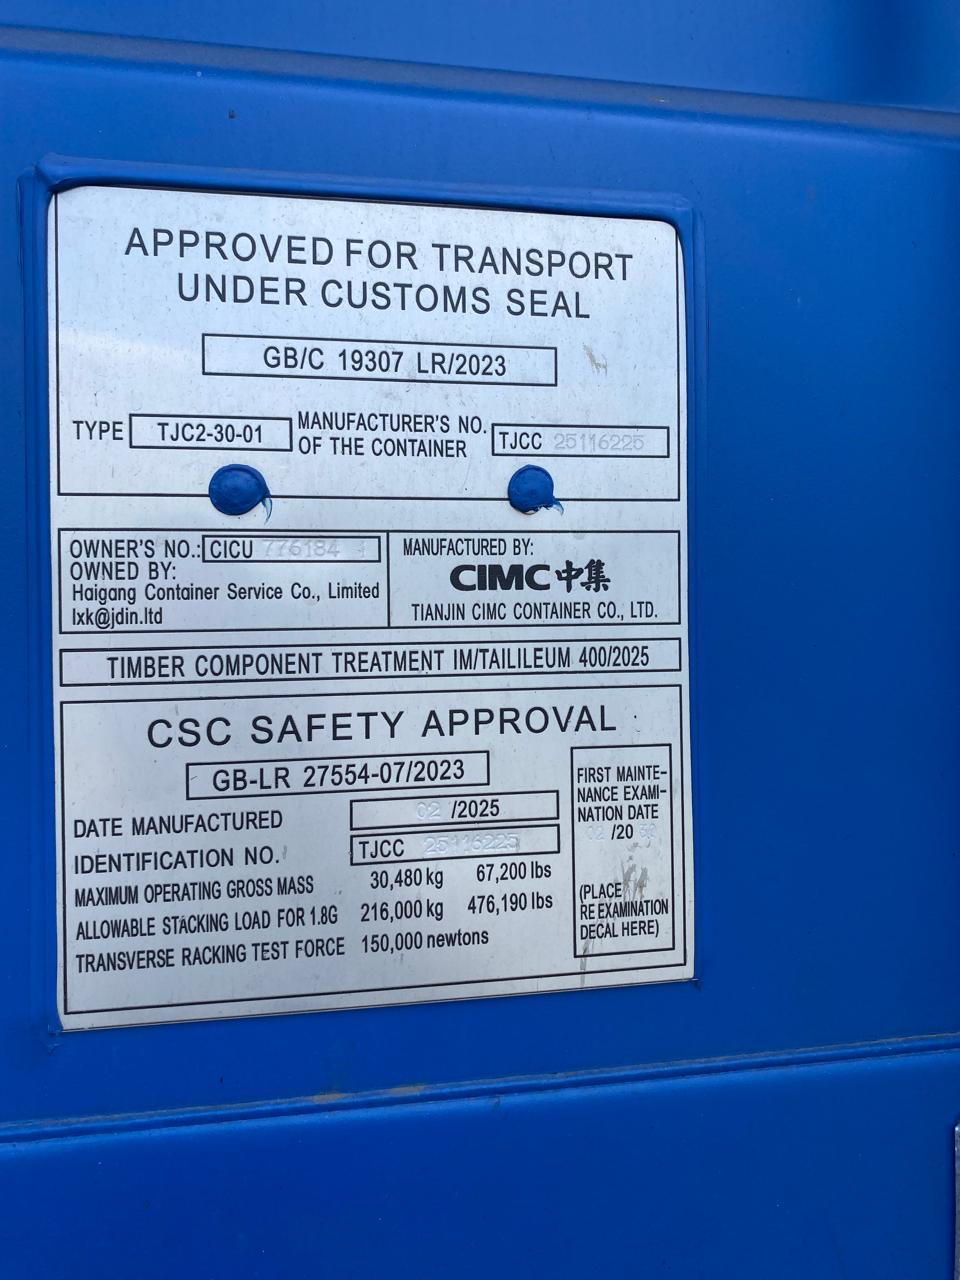 APPROVED FOR TRANSPORT
UNDER CUSTOMS SEAL
GB/C 19307 LR/2023
TYPE TJC2-30-01 MANUFACTURER'S NO. OF THE CONTAINER TJCC 25116225
OWNER'S NO.: CICU 776184 1
OWNED BY:
Haigang Container Service Co., Limited
lxk@jdin.ltd
MANUFACTURED BY:
CIMC 中集
TIANJIN CIMC CONTAINER CO., LTD.
TIMBER COMPONENT TREATMENT IM/TAILILEUM 400/2025
CSC SAFETY APPROVAL
GB-LR 27554-07/2023
DATE MANUFACTURED 02 /2025
IDENTIFICATION NO. TJCC 25116225
MAXIMUM OPERATING GROSS MASS 30,480 kg 67,200 lbs
ALLOWABLE STACKING LOAD FOR 1.8G 216,000 kg 476,190 lbs
TRANSVERSE RACKING TEST FORCE 150,000 newtons
FIRST MAINTE-
NANCE EXAMI-
NATION DATE
02 /20
(PLACE
RE EXAMINATION
DECAL HERE)